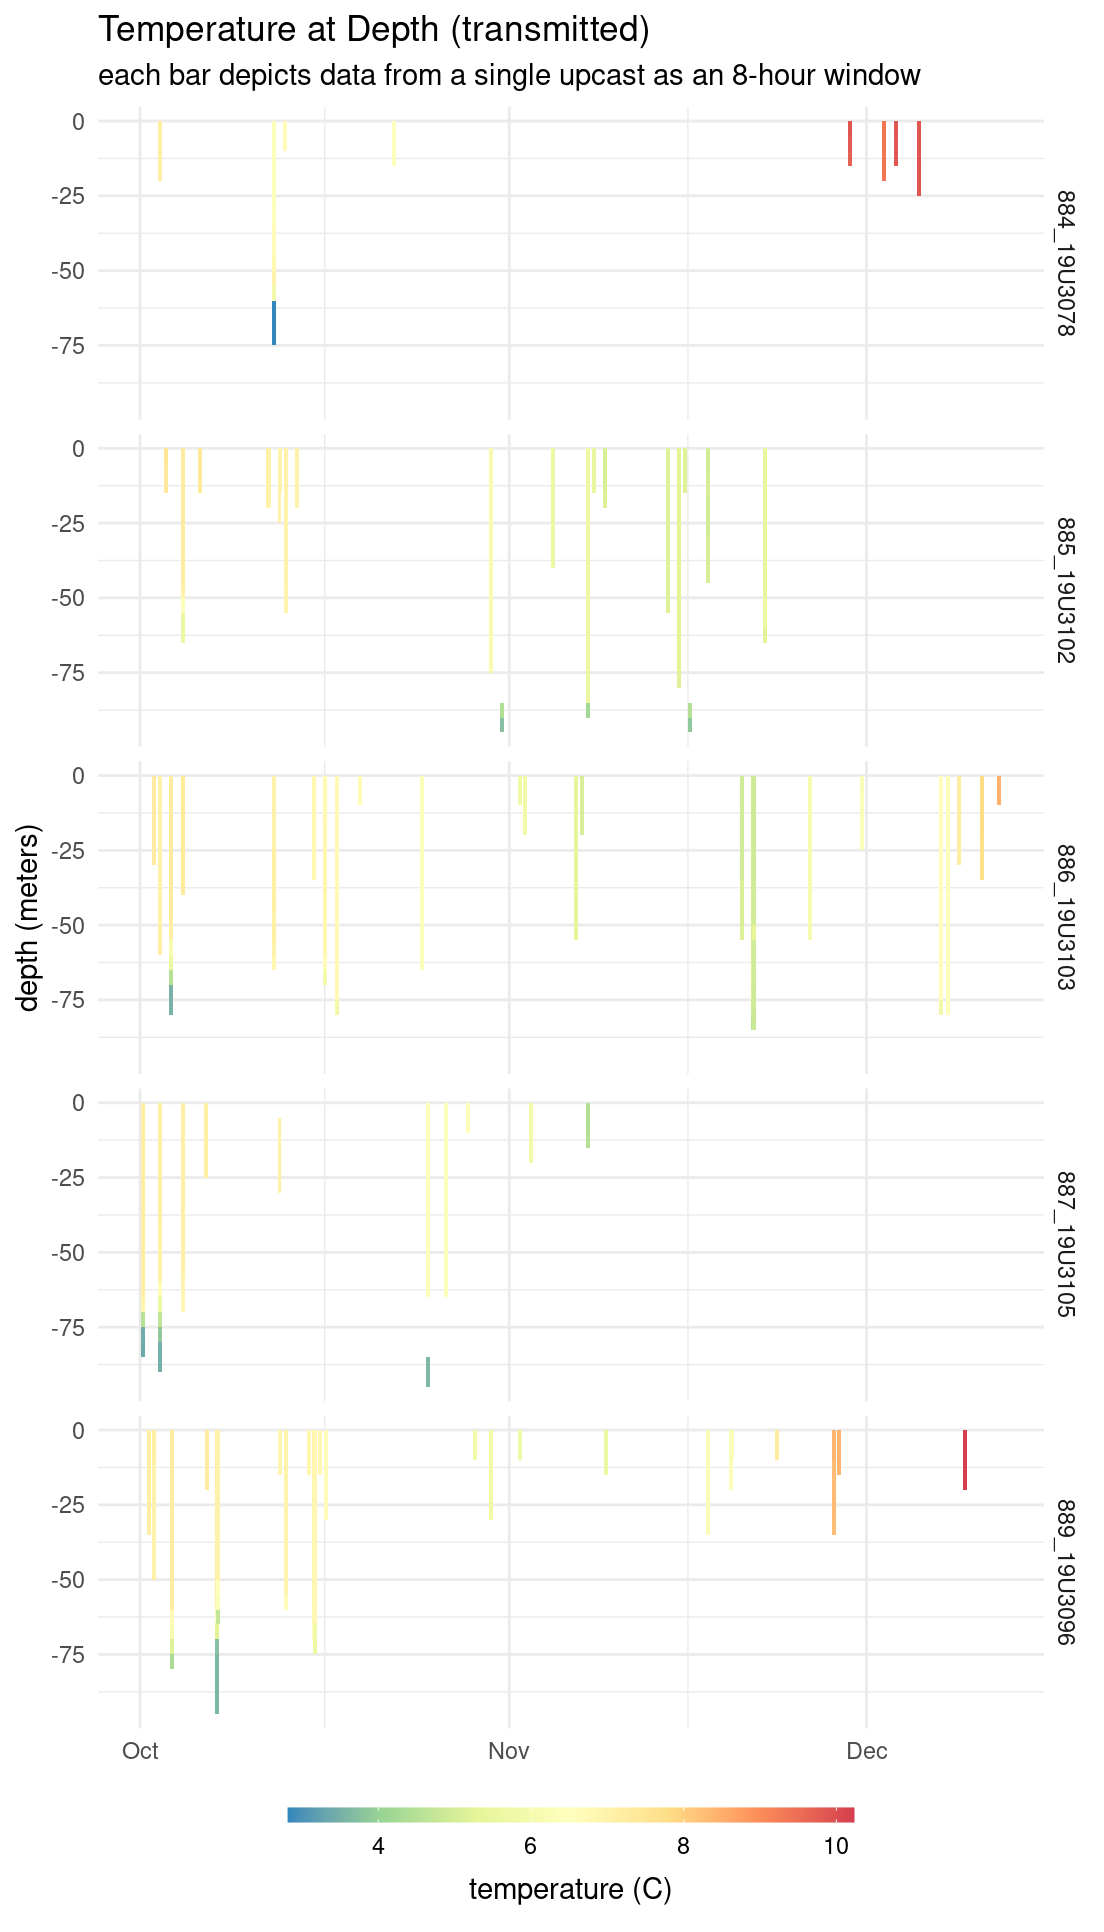 Temperature at Depth (transmitted)
each bar depicts data from a single upcast as an 8-hour window
depth (meters)
0
-25
-50
-75
884_19U3078
0
-25
-50
-75
885_19U3102
0
-25
-50
-75
886_19U3103
0
-25
-50
-75
887_19U3105
0
-25
-50
-75
889_19U3096
Oct Nov Dec
4 6 8 10
temperature (C)